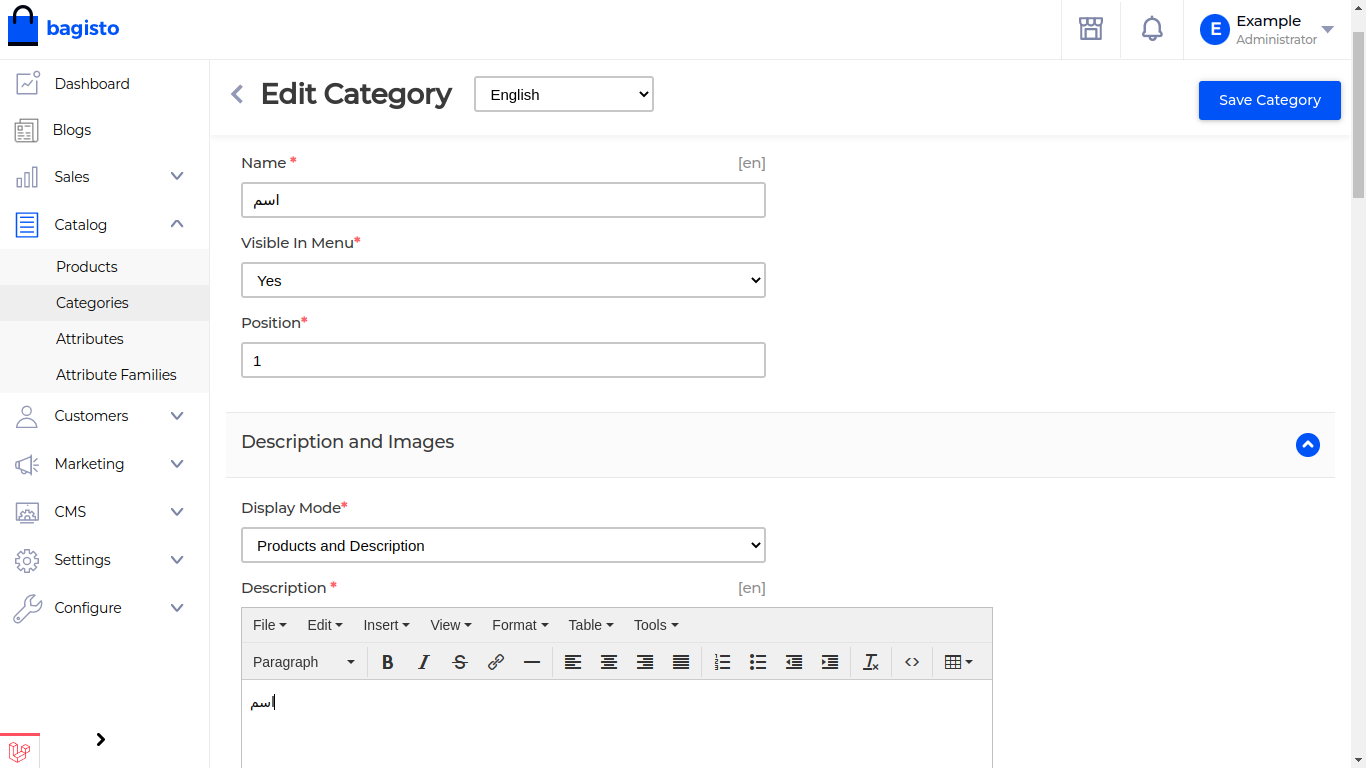 bagisto
E
Example
Administrator
Dashboard
Blogs
Sales
Catalog
Products
Categories
Attributes
Attribute Families
Customers
Marketing
CMS
Settings
Configure
Edit Category
English
Save Category
Name *
[en]
اسم
Visible In Menu*
Yes
Position*
1
Description and Images
Display Mode*
Products and Description
Description *
[en]
File Edit Insert View Format Table Tools
Paragraph B I S
اسم